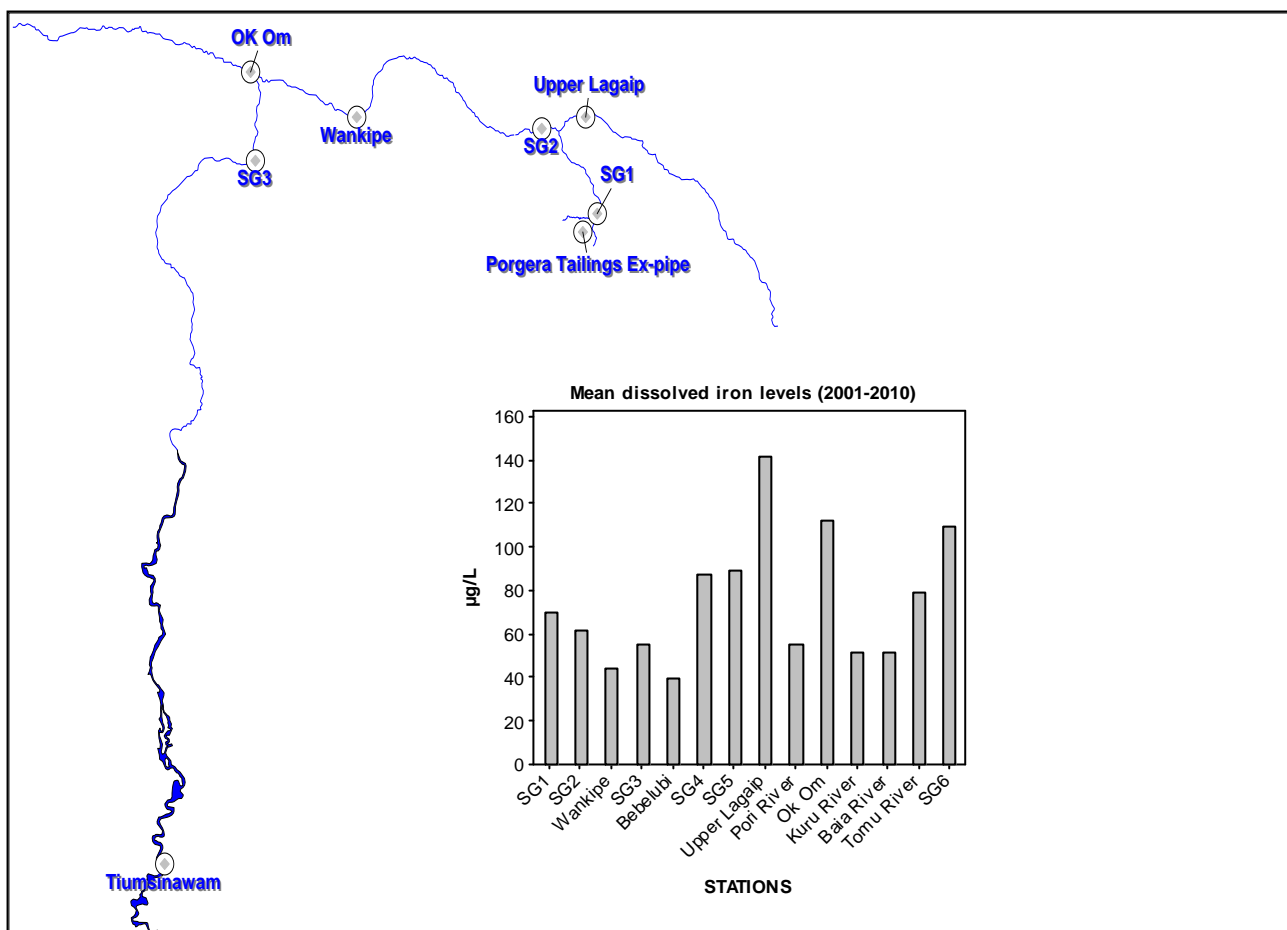 OK Om
Upper Lagaip
Wankipe
SG2
SG3
SG1
Porgera Tailings Ex-pipe
Mean dissolved iron levels (2001-2010)
160
140
120
100
80
60
40
20
0
µg/L
SG1
SG2
Wankipe
SG3
Bebelubi
SG4
SG5
Upper Lagaip
Pori River
Ok Om
Kuru River
Baia River
Tomu River
SG6
STATIONS
Tiumsinawam